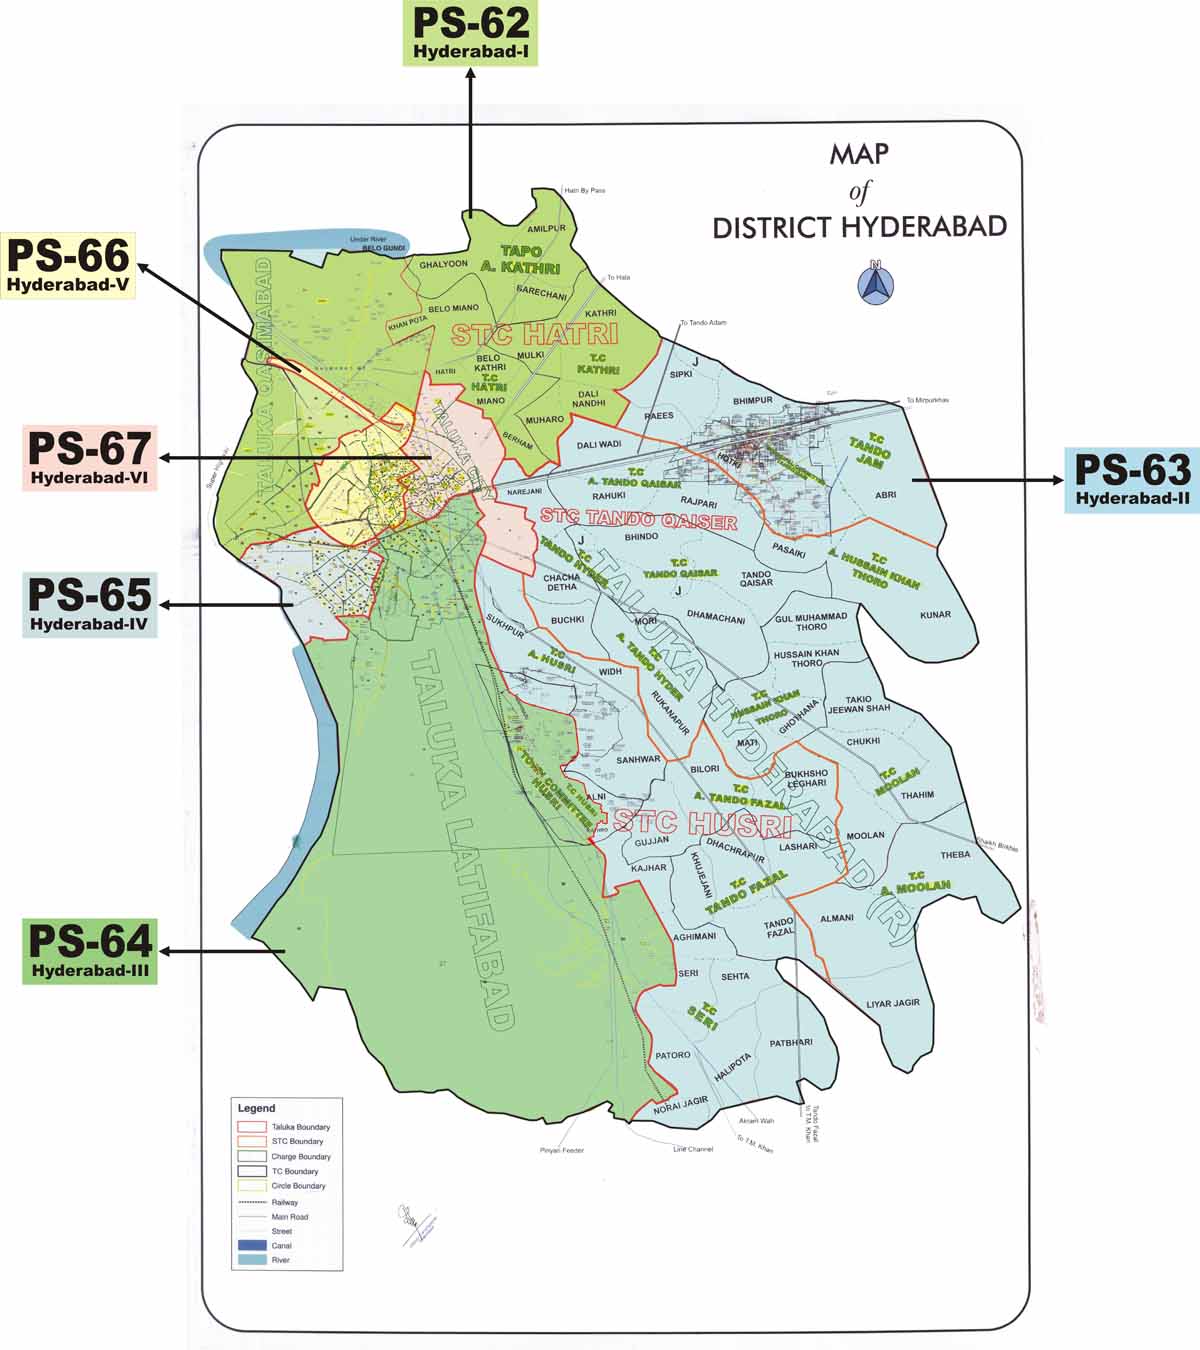 PS-62
Hyderabad-I
MAP
of
DISTRICT HYDERABAD
N
Hatri By Pass
AMILPUR
Under River
BELO GUNDI
TAPO
A. KATHRI
GHALYOON
PS-66
Hyderabad-V
TALUKA QASIMABAD
To Hala
BARECHANI
BELO MIANO
KATHRI
KHAN POTA
STC HATRI
To Tando Adam
BELO
KATHRI
MULKI
T.C
KATHRI
HATRI
T.C
HATRI
MIANO
J
SIPKI
DALI
NANDHI
BHIMPUR
To Mirpurkhas
MUHARO
RAEES
BERHAM
TALUKA CITY
PS-67
Hyderabad-VI
DALI WADI
HOTKI
T.C
TANDO
JAM
PS-63
Hyderabad-II
Super Highway
T.C
A. TANDO QAISAR
NAREJANI
RAHUKI
RAJPARI
ABRI
STC TANDO QAISER
BHINDO
J
T.C
TANDO HYDER
PASAIKI
T.C
A. HUSSAIN KHAN
THORO
T.C
TANDO QAISAR
J
TANDO
QAISAR
CHACHA
DETHA
PS-65
Hyderabad-IV
BUCHKI
MORI
DHAMACHANI
GUL MUHAMMAD
THORO
KUNAR
SUKHPUR
T.C
A. HUSRI
T.C
A. TANDO HYDER
HUSSAIN KHAN
THORO
WIDH
RUKANAPUR
T.C
HUSSAIN KHAN
THORO
GHOTHANA
TAKIO
JEEWAN SHAH
MATI
CHUKHI
TALUKA HYDERABAD (R)
TALUKA LATIFABAD
SANHWAR
BILORI
BUKHSHO
LEGHARI
T.C
MOOLAH
THAHIM
TOWN COMMITTEE
HUSRI
T.C HUSRI
ALNI
T.C
A. TANDO FAZAL
STC HUSRI
GUJJAN
DHACHRAPUR
LASHARI
MOOLAN
Shaikh Birkhio
THEBA
KAJHAR
KHUJEJANI
T.C
TANDO FAZAL
T.C
A. MOOLAH
PS-64
Hyderabad-III
TANDO
FAZAL
ALMANI
AGHIMANI
SERI
SEHTA
LIYAR JAGIR
T.C
SERI
PATORO
HALIPOTA
PATBHARI
NORAI JAGIR
Pinyari Feeder
Line Channel
Akram Wah
To T.M. Khan
Tando Fazal
to T.M. Khan
Legend
Taluka Boundary
STC Boundary
Charge Boundary
TC Boundary
Circle Boundary
Railway
Main Road
Street
Canal
River